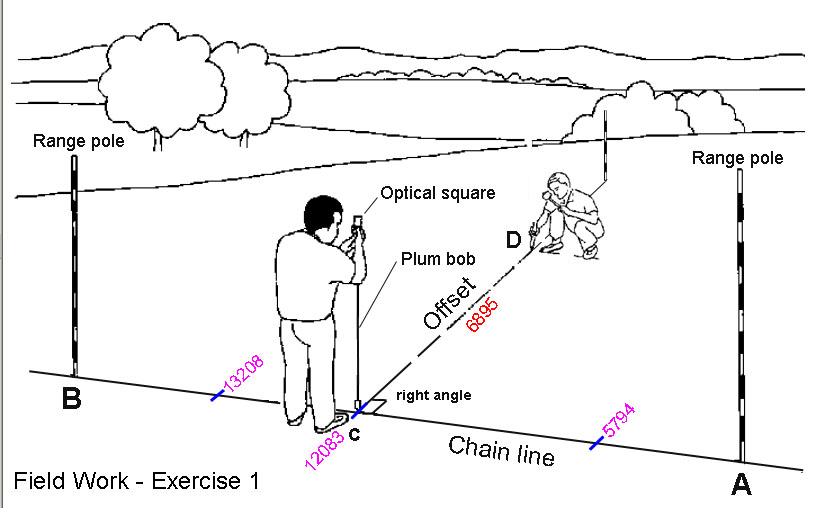 Range pole
Range pole
Optical square
D
Plum bob
Offset
6895
13208
B
right angle
5794
12083
c
Chain line
A
Field Work - Exercise 1